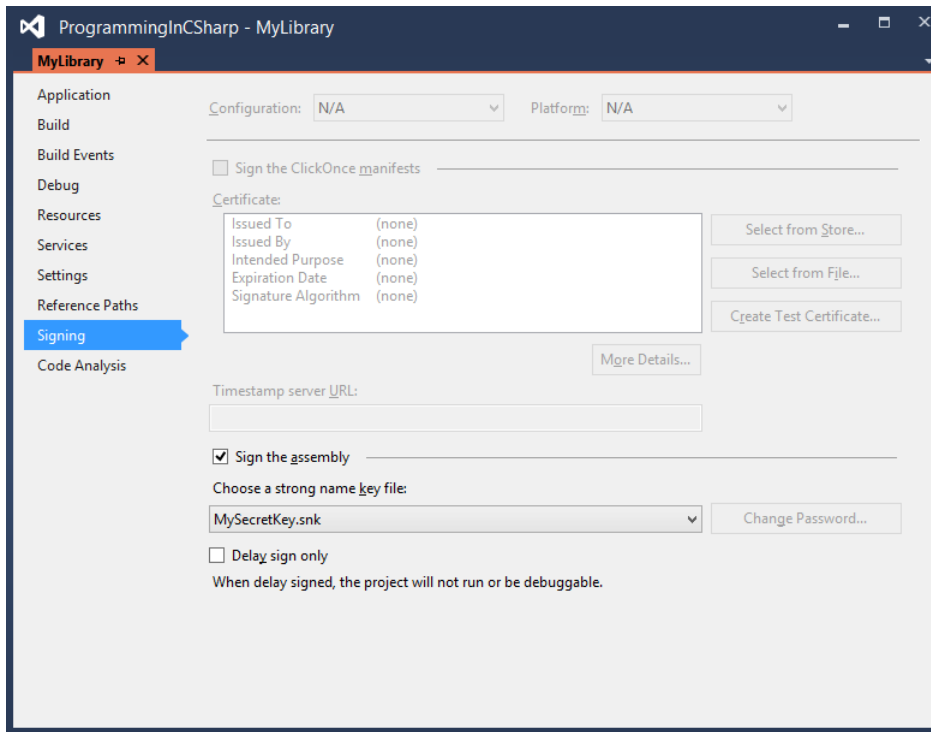 ProgrammingInCSharp - MyLibrary
MyLibrary
Application
Build
Build Events
Debug
Resources
Services
Settings
Reference Paths
Signing
Code Analysis
Configuration: N/A Platform: N/A
Sign the ClickOnce manifests
Certificate:
Issued To (none)
Issued By (none)
Intended Purpose (none)
Expiration Date (none)
Signature Algorithm (none)
Select from Store...
Select from File...
Create Test Certificate...
More Details...
Timestamp server URL:
Sign the assembly
Choose a strong name key file:
MySecretKey.snk
Change Password...
Delay sign only
When delay signed, the project will not run or be debuggable.